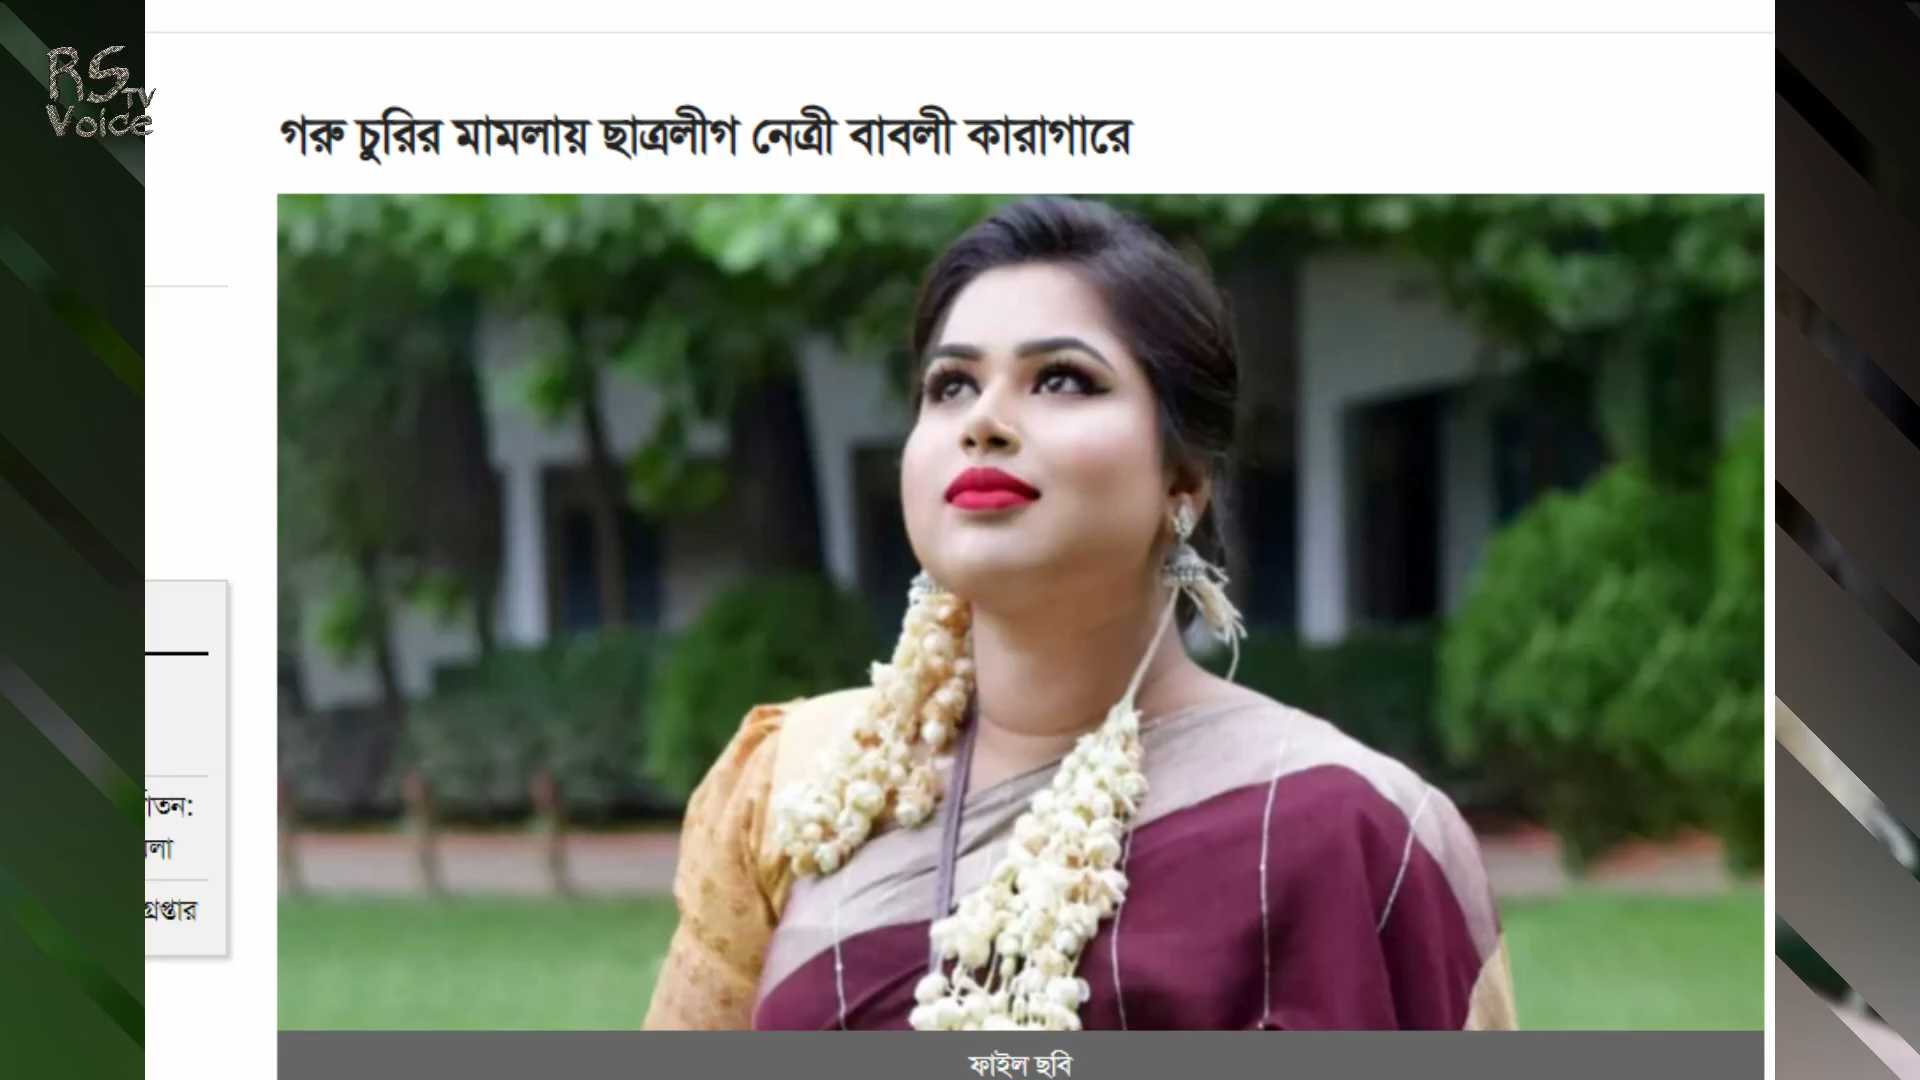 RS
TV
Voice
গরু চুরির মামলায় ছাত্রলীগ নেত্রী বাবলী কারাগারে
ফাইল ছবি